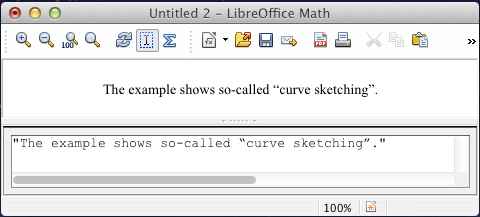 Untitled 2 - LibreOffice Math
100
The example shows so-called “curve sketching”.
"The example shows so-called “curve sketching”."
100%